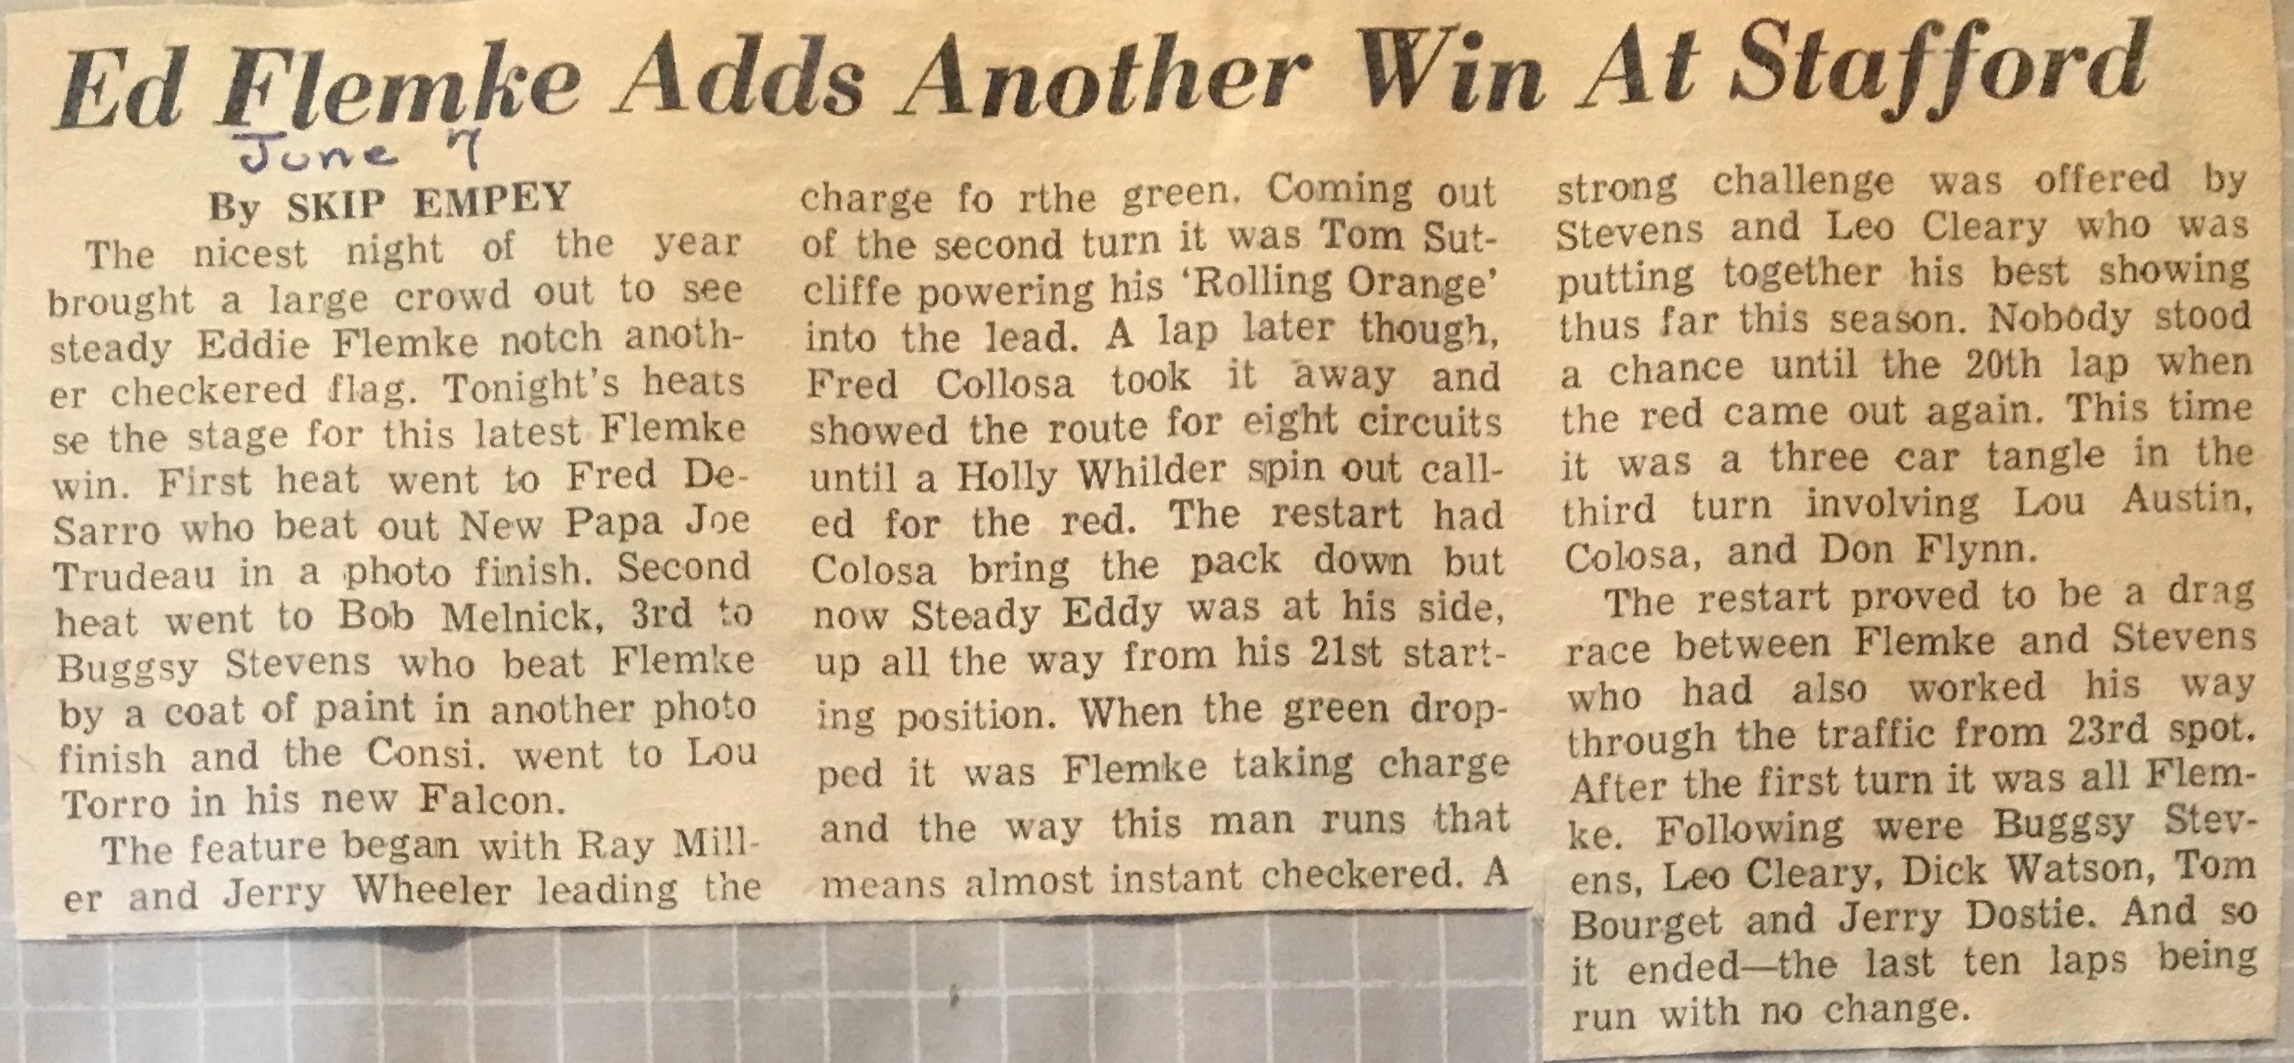 Ed Flemke Adds Another Win At Stafford
June 7
By SKIP EMPEY
The nicest night of the year
brought a large crowd out to see
steady Eddie Flemke notch anoth-
er checkered flag. Tonight's heats
se the stage for this latest Flemke
win. First heat went to Fred De-
Sarro who beat out New Papa Joe
Trudeau in a photo finish. Second
heat went to Bob Melnick, 3rd to
Buggsy Stevens who beat Flemke
by a coat of paint in another photo
finish and the Consi. went to Lou
Torro in his new Falcon.
The feature began with Ray Mill-
er and Jerry Wheeler leading the
charge fo rthe green. Coming out
of the second turn it was Tom Sut-
cliffe powering his 'Rolling Orange'
into the lead. A lap later though,
Fred Collosa took it away and
showed the route for eight circuits
until a Holly Whilder spin out call-
ed for the red. The restart had
Colosa bring the pack down but
now Steady Eddy was at his side,
up all the way from his 21st start-
ing position. When the green drop-
ped it was Flemke taking charge
and the way this man runs that
means almost instant checkered. A
strong challenge was offered by
Stevens and Leo Cleary who was
putting together his best showing
thus far this season. Nobody stood
a chance until the 20th lap when
the red came out again. This time
it was a three car tangle in the
third turn involving Lou Austin,
Colosa, and Don Flynn.
The restart proved to be a drag
race between Flemke and Stevens
who had also worked his way
through the traffic from 23rd spot.
After the first turn it was all Flem-
ke. Following were Buggsy Stev-
ens, Leo Cleary, Dick Watson, Tom
Bourget and Jerry Dostie. And so
it ended—the last ten laps being
run with no change.